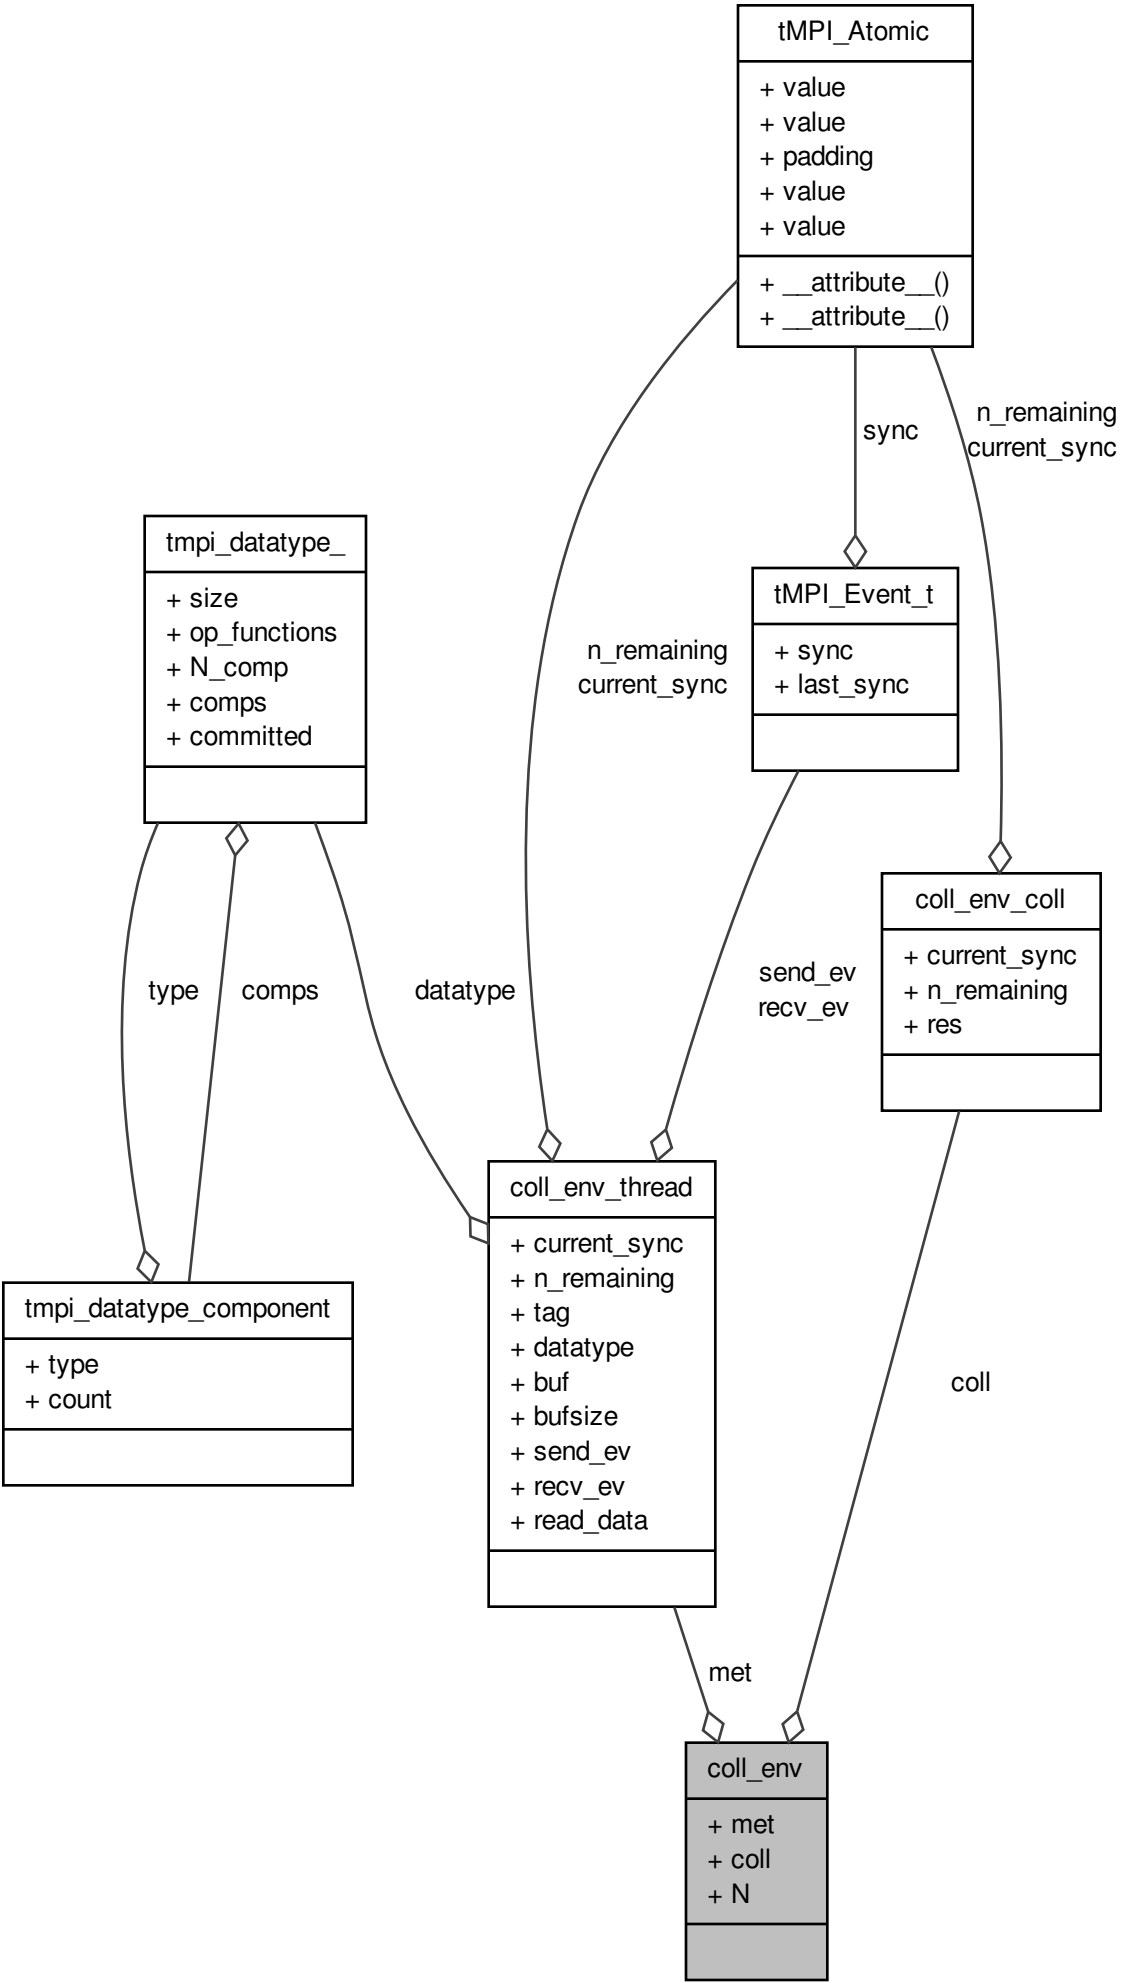 tMPI_Atomic
+ value
+ value
+ padding
+ value
+ value
+ __attribute__()
+ __attribute__()
sync
n_remaining
current_sync
tmpi_datatype_
+ size
+ op_functions
+ N_comp
+ comps
+ committed
n_remaining
current_sync
tMPI_Event_t
+ sync
+ last_sync
coll_env_coll
+ current_sync
+ n_remaining
+ res
type
comps
datatype
send_ev
recv_ev
coll_env_thread
+ current_sync
+ n_remaining
+ tag
+ datatype
+ buf
+ bufsize
+ send_ev
+ recv_ev
+ read_data
tmpi_datatype_component
+ type
+ count
coll
met
coll_env
+ met
+ coll
+ N